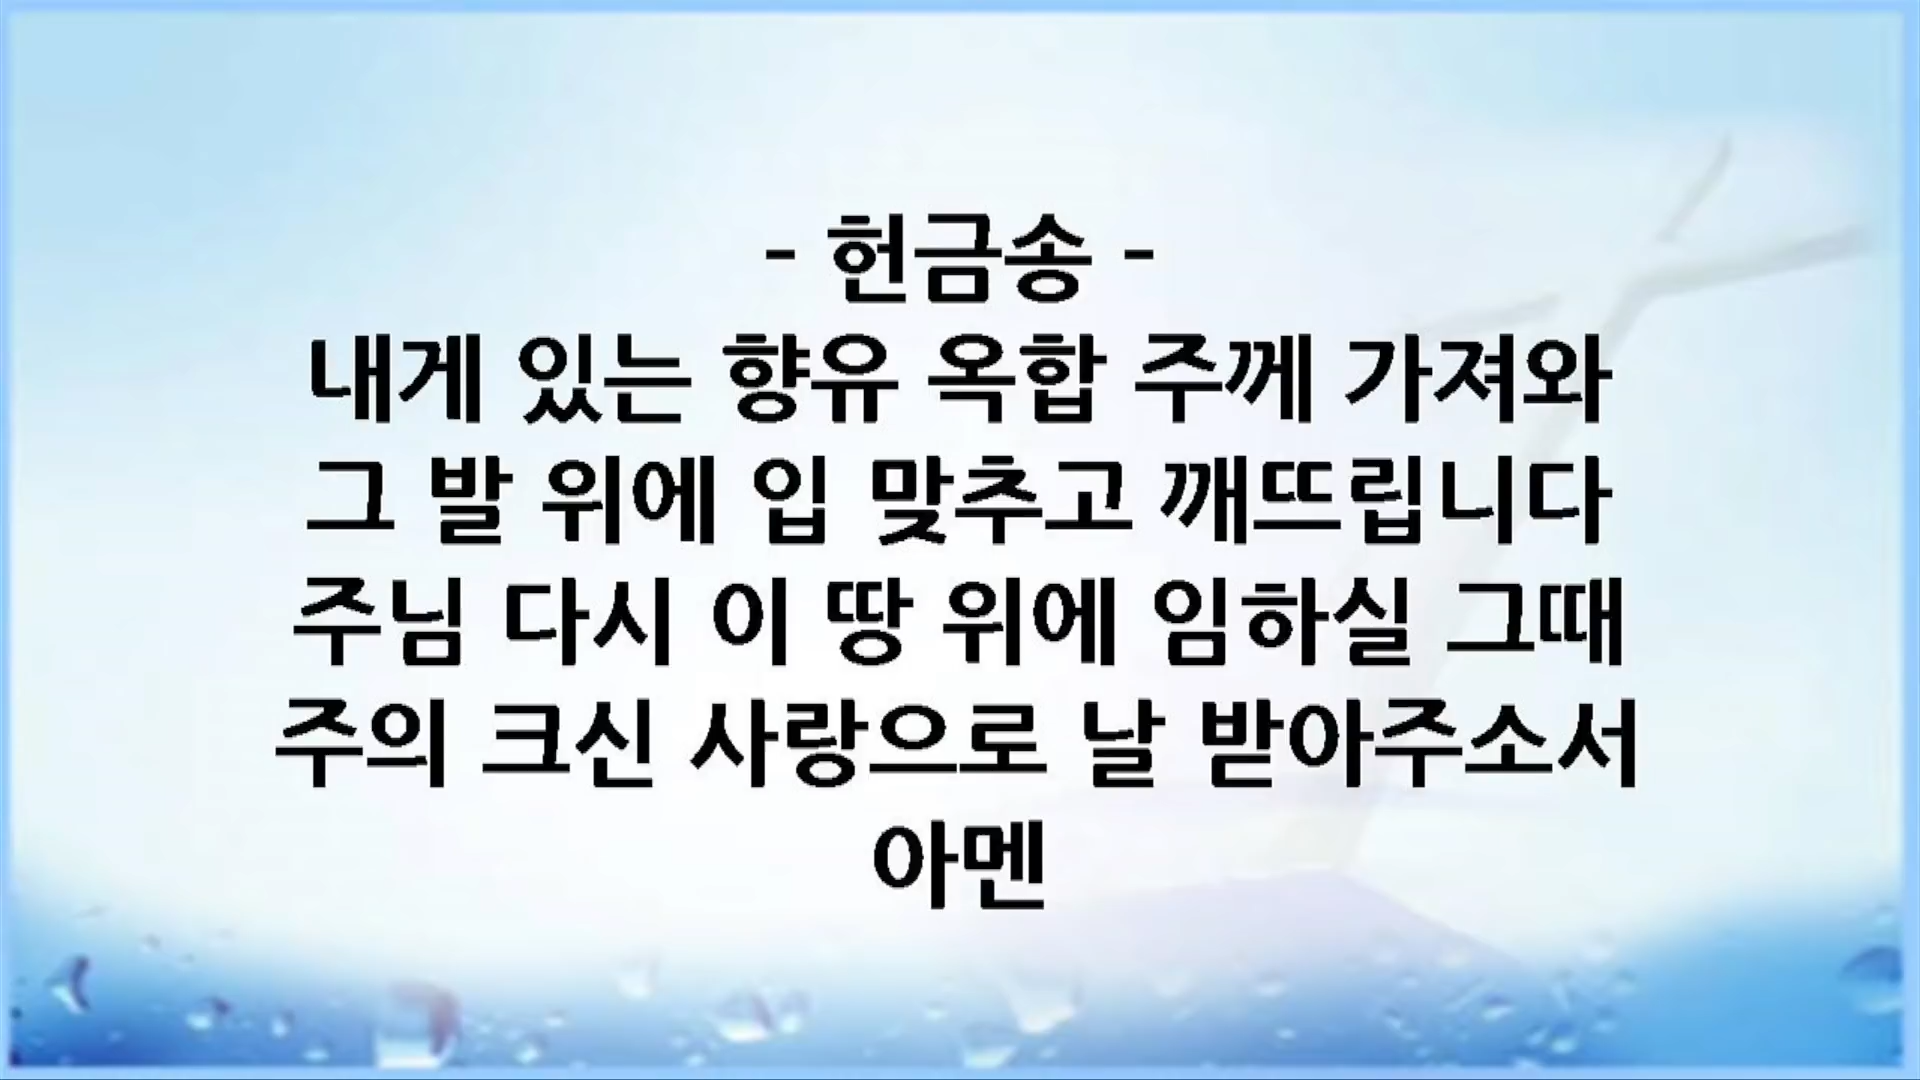 - 헌금송 -
내게 있는 향유 옥합 주께 가져와
그 발 위에 입 맞추고 깨뜨립니다
주님 다시 이 땅 위에 임하실 그때
주의 크신 사랑으로 날 받아주소서
아멘